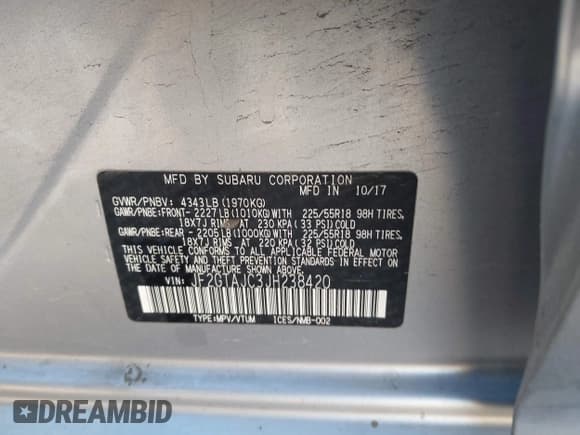 MFD BY SUBARU CORPORATION
MFD IN 10/17
GVWR/PNBV: 4343LB(1970KG)
GAWR/PNBE:FRONT- 2227LB(1010KG)WITH 225/55R18 98H TIRES,
18X7J RIMS AT 230 KPA(33 PSI)COLD
GAWR/PNBE:REAR -2205LB(1000KG)WITH 225/55R18 98H TIRES,
18X7J RIMS AT 220 KPA(32 PSI)COLD
THIS VEHICLE CONFORMS TO ALL APPLICABLE FEDERAL MOTOR
VEHICLE SAFETY AND THEFT PREVENTION STANDARDS IN EFFECT
ON THE DATE OF MANUFACTURE SHOWN ABOVE.
VIN: JF2GTAJC3JH238420
TYPE:MPV/VTUM ICES/NMB-002
DREAMBID